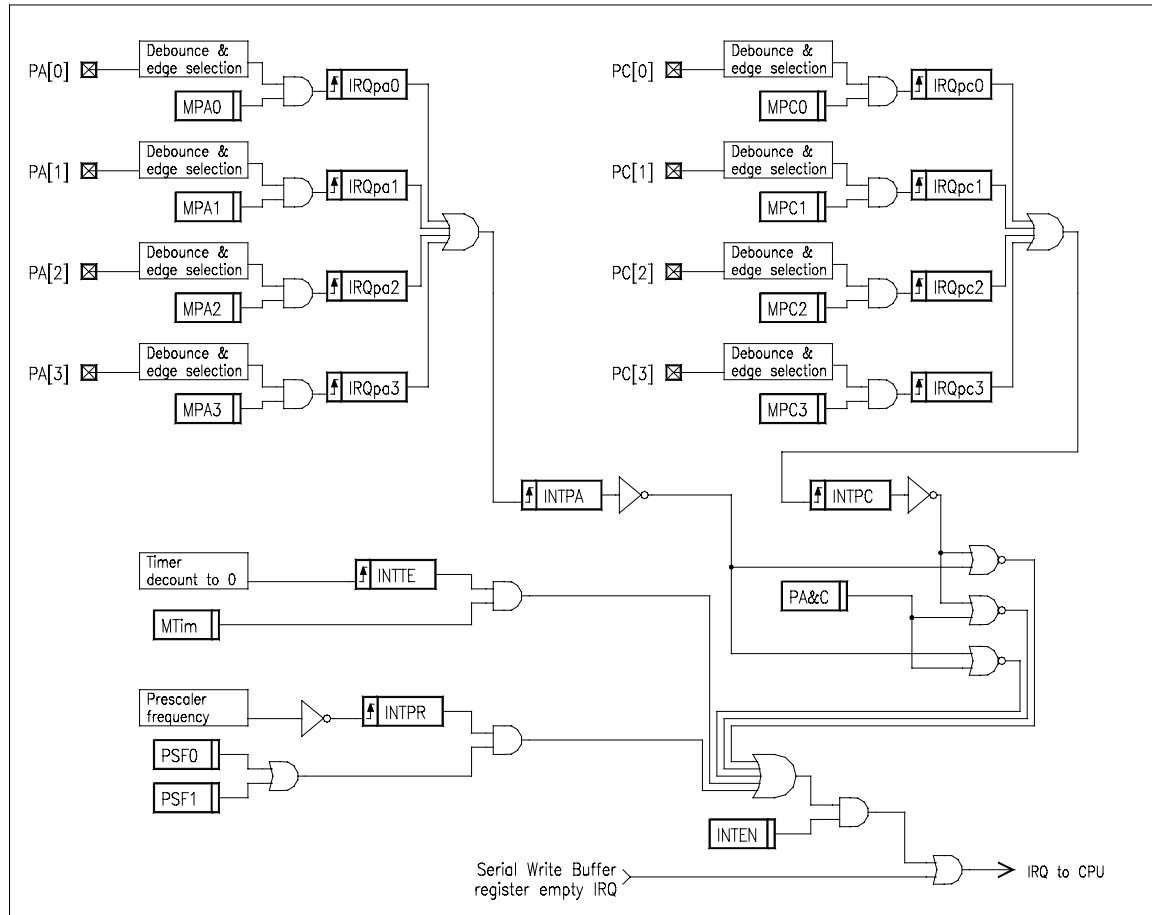 Debounce &
edge selection
PA[0]
MPA0
IRQpa0
Debounce &
edge selection
PC[0]
MPC0
IRQpc0
Debounce &
edge selection
PA[1]
MPA1
IRQpa1
Debounce &
edge selection
PC[1]
MPC1
IRQpc1
Debounce &
edge selection
PA[2]
MPA2
IRQpa2
Debounce &
edge selection
PC[2]
MPC2
IRQpc2
Debounce &
edge selection
PA[3]
MPA3
IRQpa3
Debounce &
edge selection
PC[3]
MPC3
IRQpc3
INTPA
INTPC
Timer
decount to 0
INTTE
MTim
PA&C
Prescaler
frequency
INTPR
PSF0
PSF1
INTEN
Serial Write Buffer
register empty IRQ
IRQ to CPU